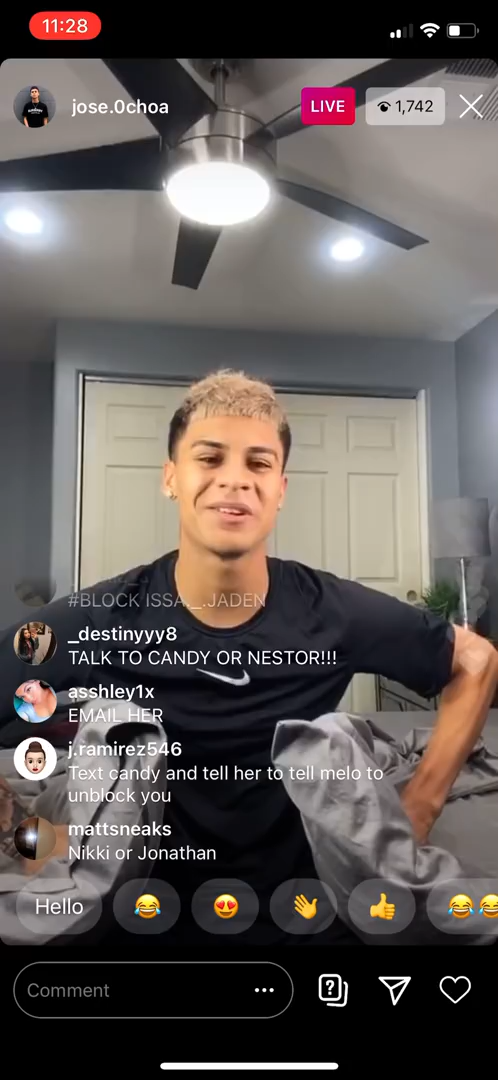 11:28
jose.0choa
LIVE
1,742
#BLOCK ISSA._.JADEN
_destinyyy8
TALK TO CANDY OR NESTOR!!!
asshley1x
EMAIL HER
j.ramirez546
Text candy and tell her to tell melo to
unblock you
mattsneaks
Nikki or Jonathan
Hello
Comment